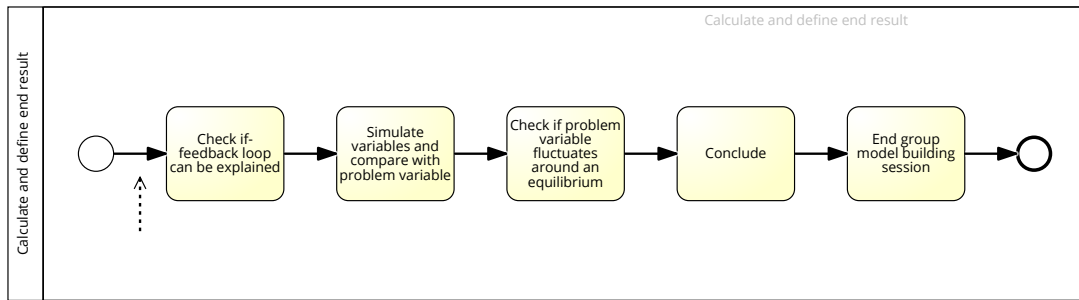 Calculate and define end result
Calculate and define end result
Check if-
feedback loop
can be explained
Simulate
variables and
compare with
problem variable
Check if problem
variable
fluctuates
around an
equilibrium
Conclude
End group
model building
session